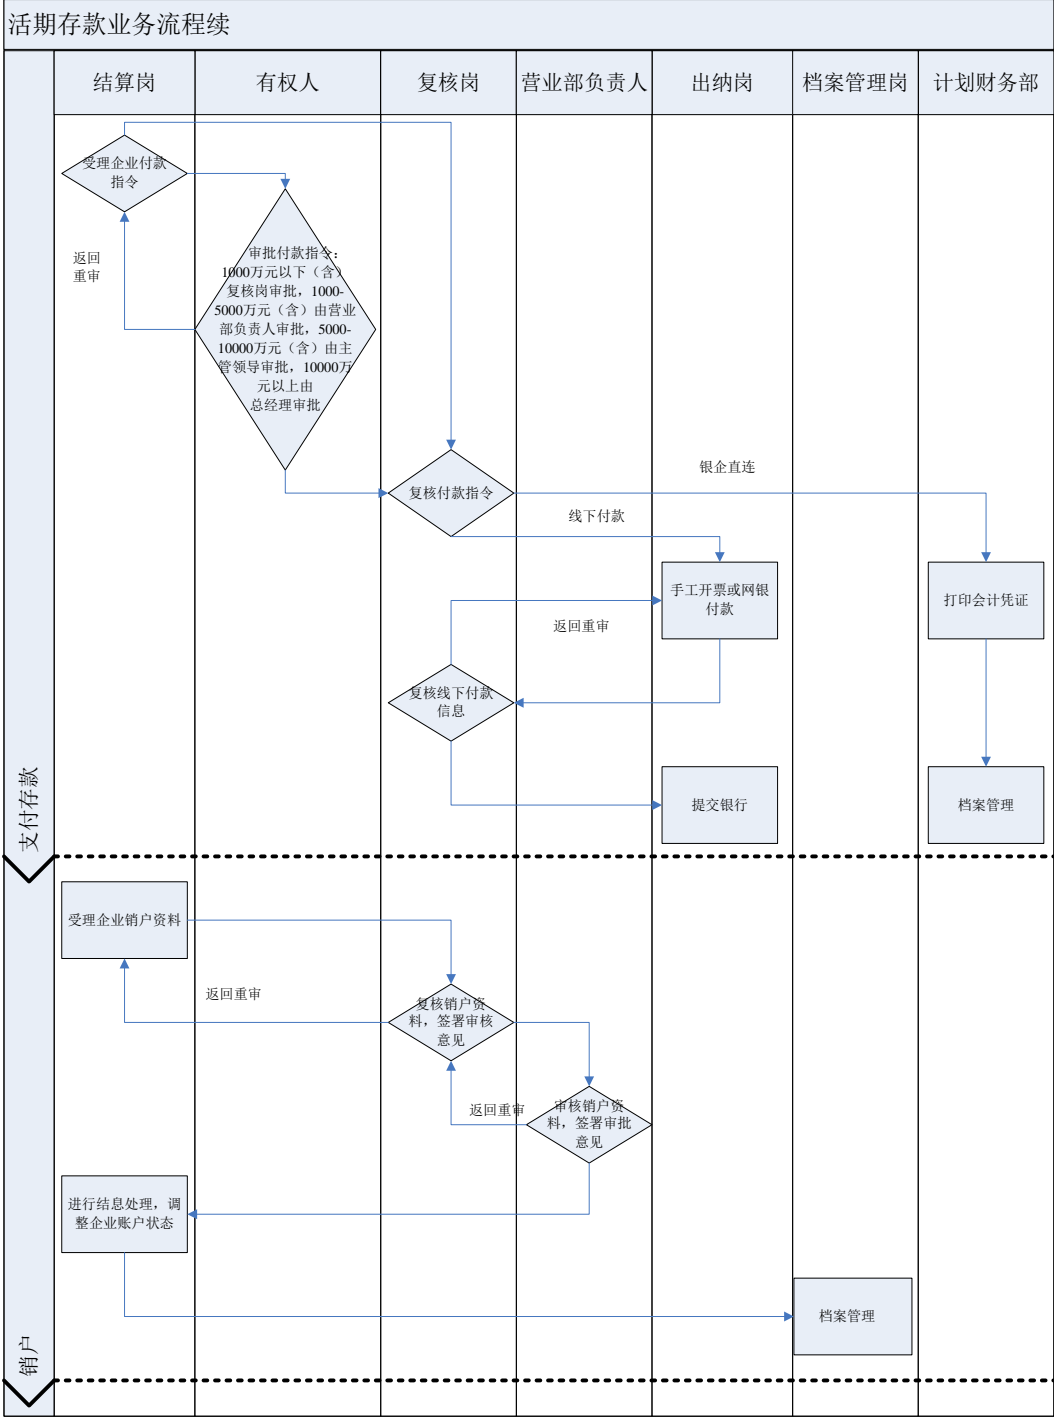 活期存款业务流程续
结算岗
有权人
复核岗
营业部负责人
出纳岗
档案管理岗
计划财务部
支付存款
受理企业付款
指令
返回
重审
审批付款指令:
1000万元以下（含）
复核岗审批，1000-
5000万元（含）由营业
部负责人审批，5000-
10000万元（含）由主
管领导审批，10000万
元以上由
总经理审批
复核付款指令
银企直连
线下付款
手工开票或网银
付款
打印会计凭证
返回重审
复核线下付款
信息
提交银行
档案管理
销户
受理企业销户资料
返回重审
复核销户资
料，签署审核
意见
返回重审
审核销户资
料，签署审批
意见
进行结息处理，调
整企业账户状态
档案管理